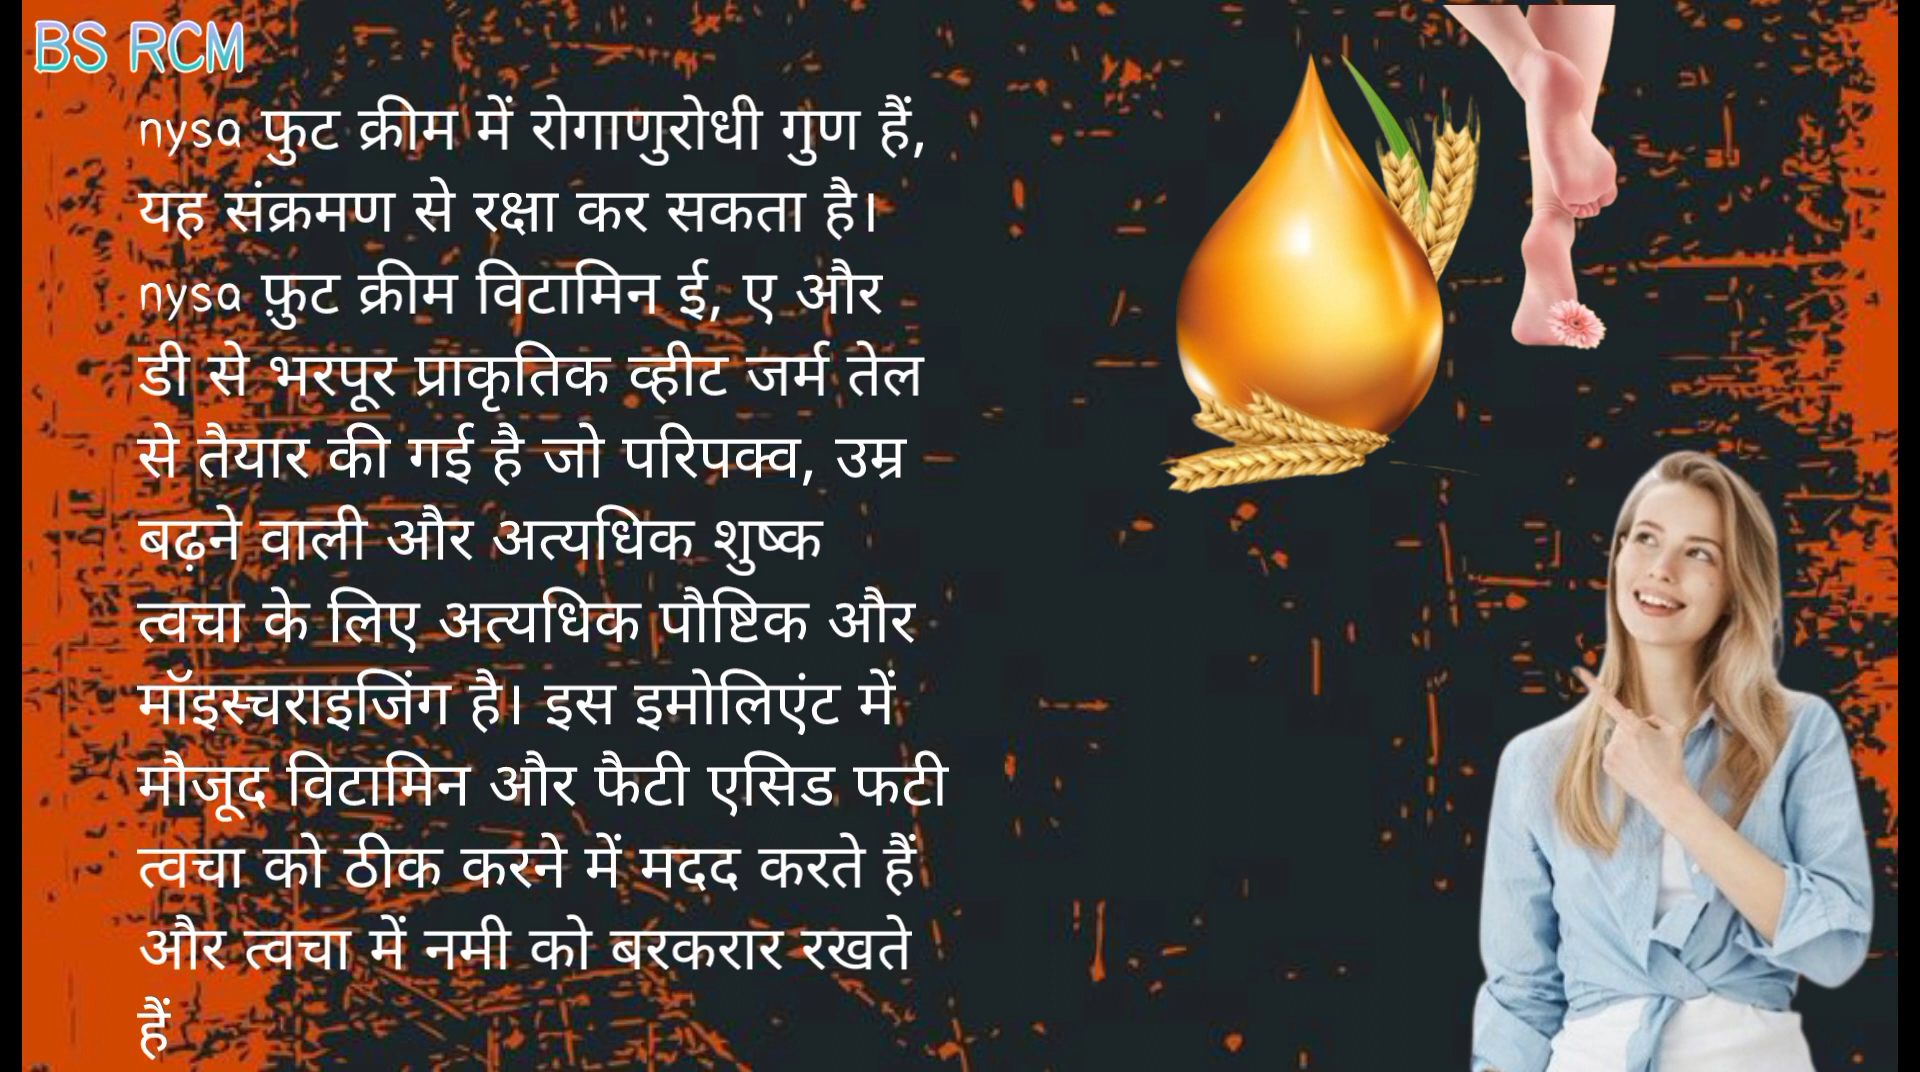 BS RCM
nysa फुट क्रीम में रोगाणुरोधी गुण हैं,
यह संक्रमण से रक्षा कर सकता है।
nysa फ़ुट क्रीम विटामिन ई, ए और
डी से भरपूर प्राकृतिक व्हीट जर्म तेल
से तैयार की गई है जो परिपक्व, उम्र
बढ़ने वाली और अत्यधिक शुष्क
त्वचा के लिए अत्यधिक पौष्टिक और
मॉइस्चराइजिंग है। इस इमोलिएंट में
मौजूद विटामिन और फैटी एसिड फटी
त्वचा को ठीक करने में मदद करते हैं
और त्वचा में नमी को बरकरार रखते
हैं